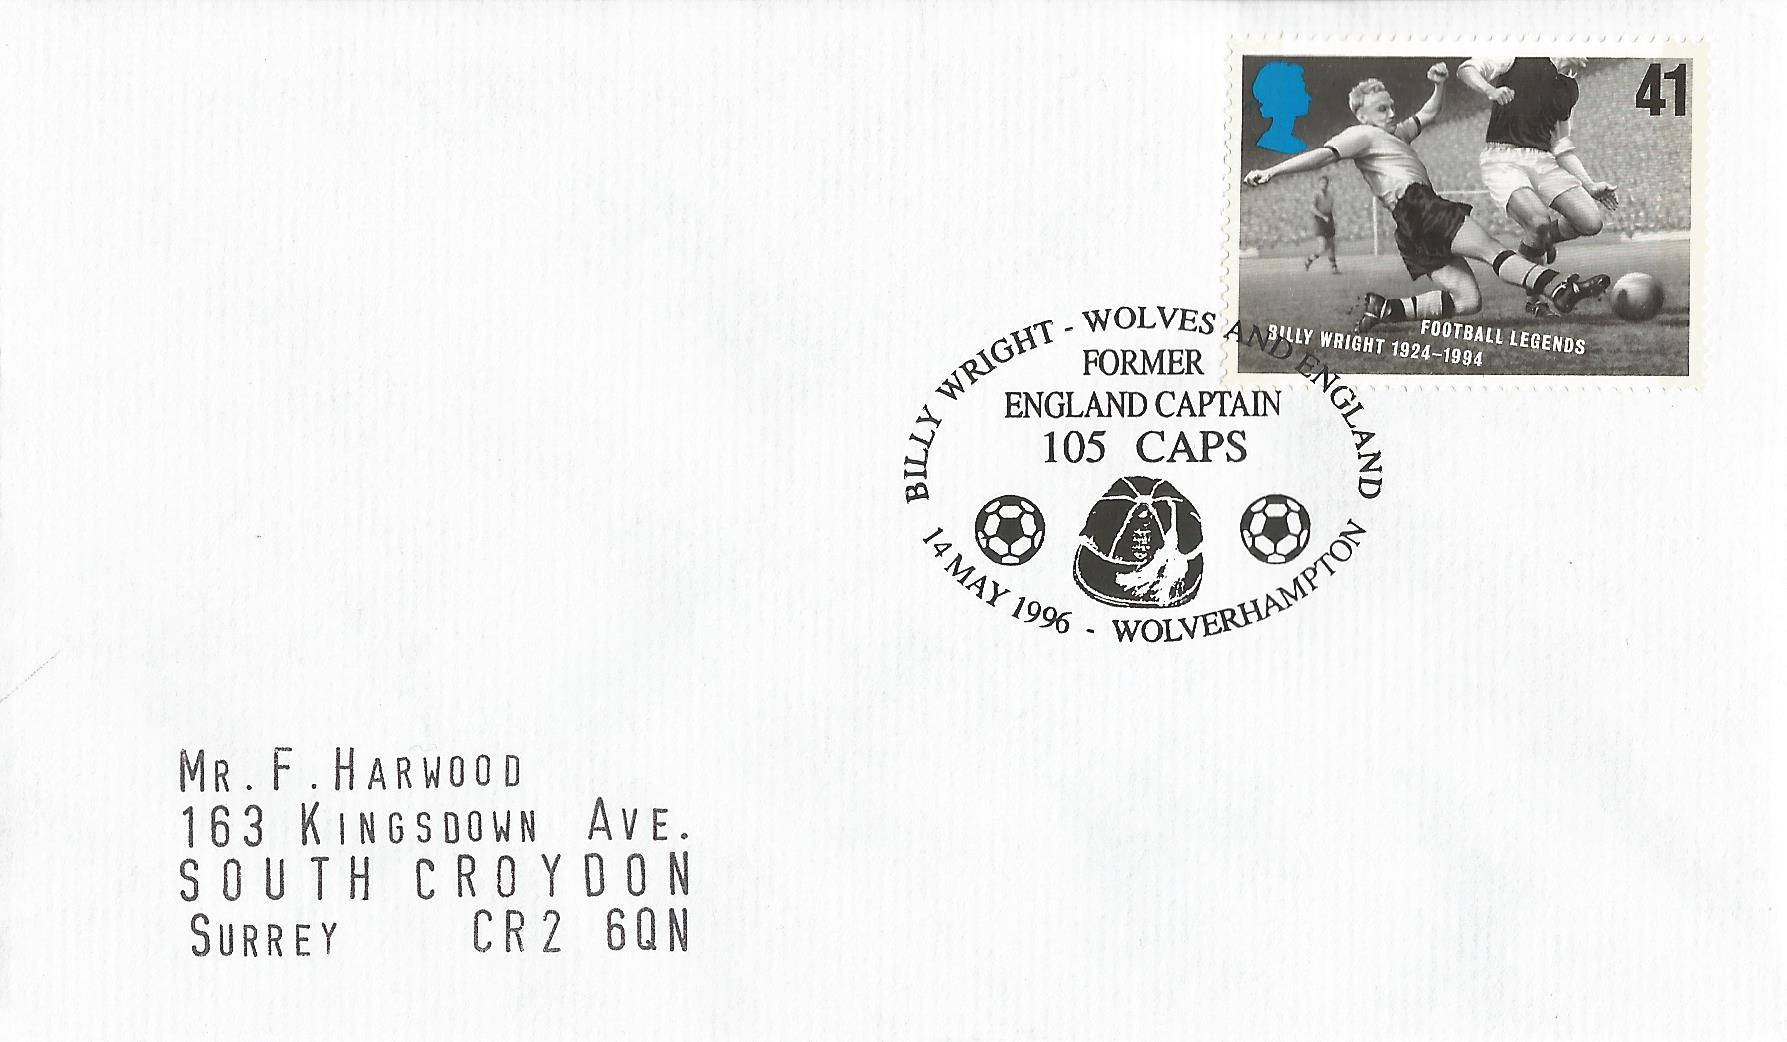 41
FOOTBALL LEGENDS
BILLY WRIGHT 1924–1994
BILLY WRIGHT - WOLVES AND ENGLAND
FORMER
ENGLAND CAPTAIN
105 CAPS
14 MAY 1996 - WOLVERHAMPTON
MR. F. HARWOOD
163 KINGSDOWN AVE.
SOUTH CROYDON
SURREY CR2 6QN